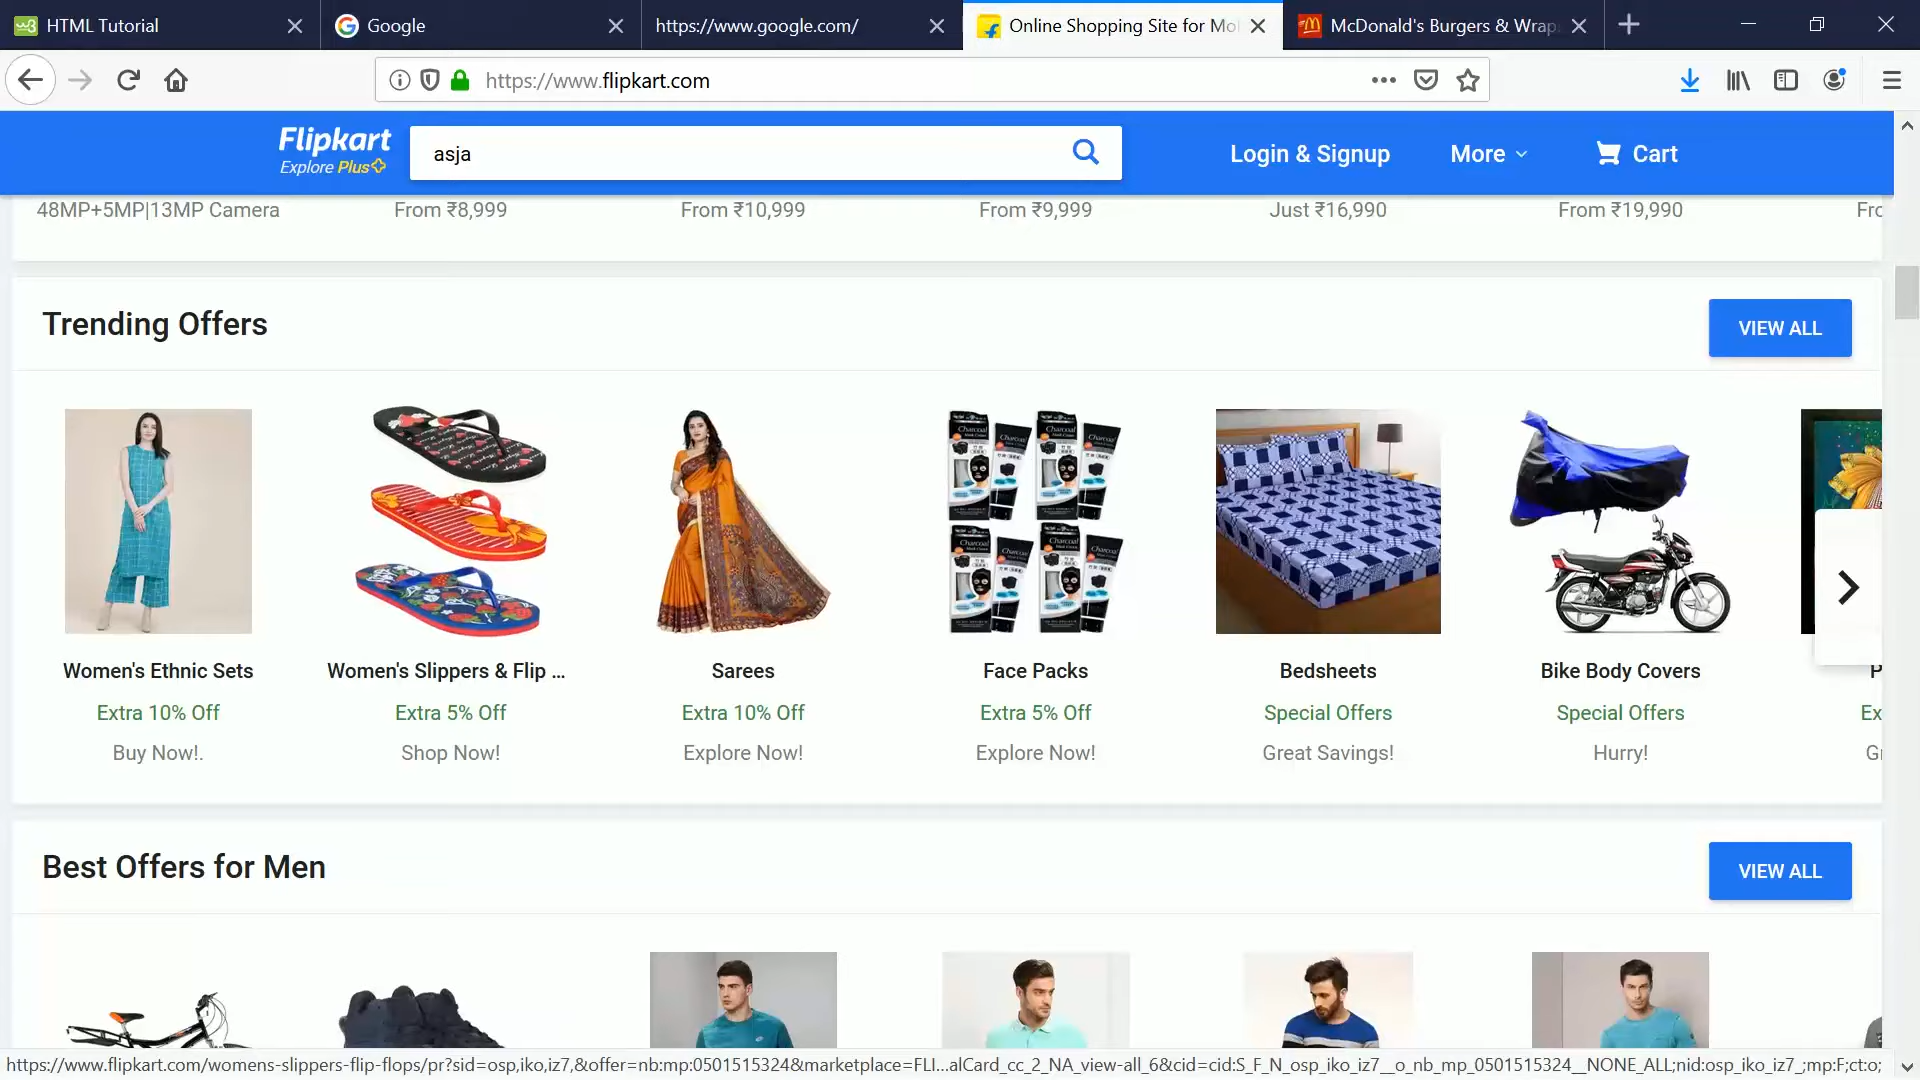 HTML Tutorial
Google
https://www.google.com/
Online Shopping Site for Mol
McDonald's Burgers & Wrap
https://www.flipkart.com
Flipkart
Explore Plus
asja
Login & Signup
More
Cart
48MP+5MP|13MP Camera
From ₹8,999
From ₹10,999
From ₹9,999
Just ₹16,990
From ₹19,990
Trending Offers
VIEW ALL
Women's Ethnic Sets
Women's Slippers & Flip ...
Sarees
Face Packs
Bedsheets
Bike Body Covers
Extra 10% Off
Extra 5% Off
Extra 10% Off
Extra 5% Off
Special Offers
Special Offers
Buy Now!.
Shop Now!
Explore Now!
Explore Now!
Great Savings!
Hurry!
Best Offers for Men
VIEW ALL
https://www.flipkart.com/womens-slippers-flip-flops/pr?sid=osp,iko,iz7,&offer=nb:mp:0501515324&marketplace=FLI...alCard_cc_2_NA_view-all_6&cid=cid:S_F_N_osp_iko_iz7__o_nb_mp_0501515324__NONE_ALL;nid:osp_iko_iz7_;mp:F;ct:o;